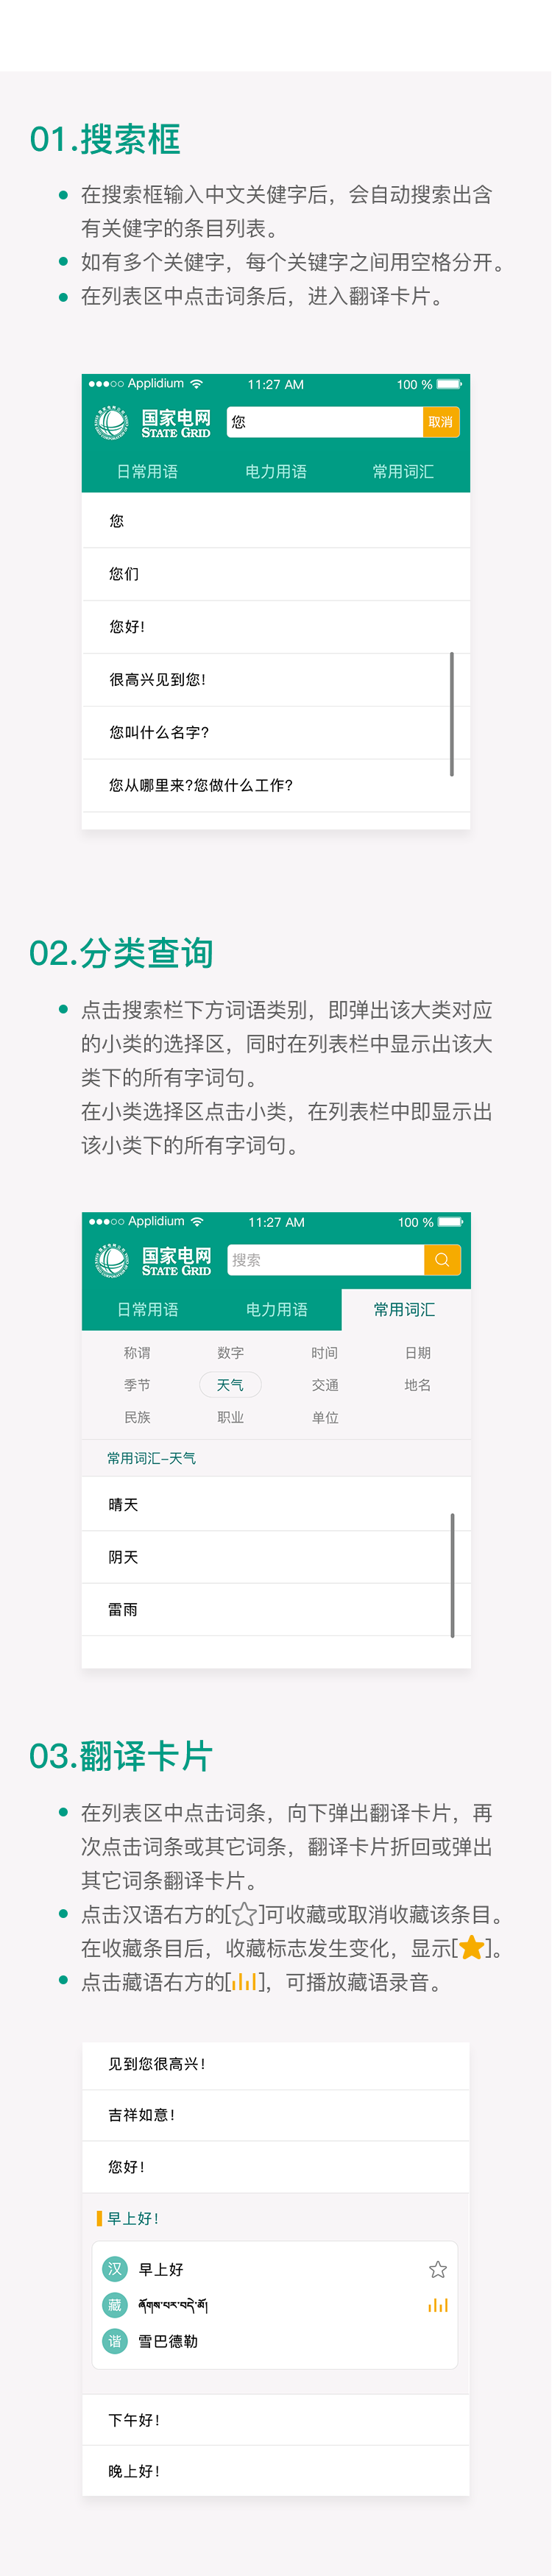 01.搜索框
在搜索框输入中文关健字后，会自动搜索出含
有关健字的条目列表。
如有多个关健字，每个关键字之间用空格分开。
在列表区中点击词条后，进入翻译卡片。
Applidium 11:27 AM 100 %
国家电网
STATE GRID
您 取消
日常用语 电力用语 常用词汇
您
您们
您好!
很高兴见到您!
您叫什么名字?
您从哪里来?您做什么工作?
02.分类查询
点击搜索栏下方词语类别，即弹出该大类对应
的小类的选择区，同时在列表栏中显示出该大
类下的所有字词句。
在小类选择区点击小类，在列表栏中即显示出
该小类下的所有字词句。
Applidium 11:27 AM 100 %
国家电网
STATE GRID
搜索
日常用语 电力用语 常用词汇
称谓 数字 时间 日期
季节 天气 交通 地名
民族 职业 单位
常用词汇-天气
晴天
阴天
雷雨
03.翻译卡片
在列表区中点击词条，向下弹出翻译卡片，再
次点击词条或其它词条，翻译卡片折回或弹出
其它词条翻译卡片。
点击汉语右方的[☆]可收藏或取消收藏该条目。
在收藏条目后，收藏标志发生变化，显示[★]。
点击藏语右方的[ ]，可播放藏语录音。
见到您很高兴!
吉祥如意!
您好!
早上好!
汉 早上好
藏 ཞོགས་པར་བདེ་མོ།
谐 雪巴德勒
下午好!
晚上好!